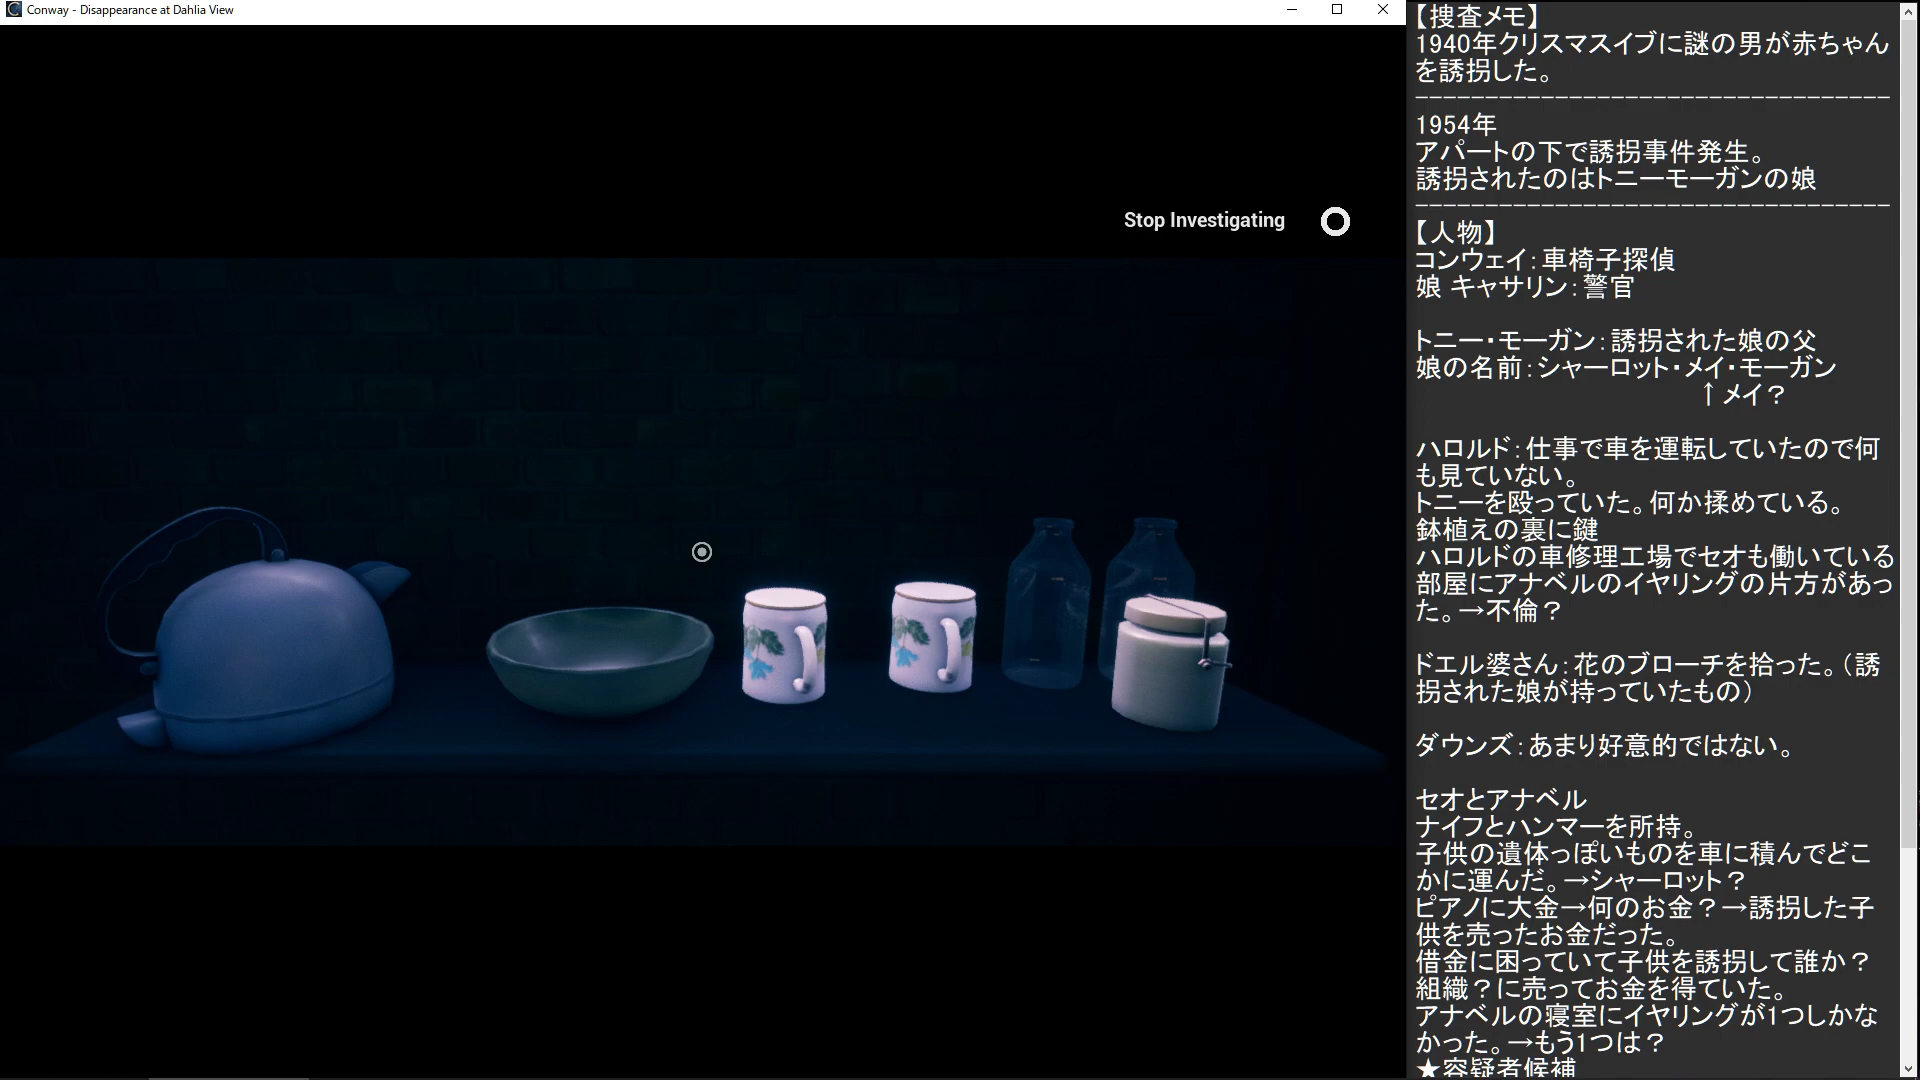 Conway - Disappearance at Dahlia View
Stop Investigating
【捜査メモ】
1940年クリスマスイブに謎の男が赤ちゃん
を誘拐した。
----------------------------------
1954年
アパートの下で誘拐事件発生。
誘拐されたのはトニーモーガンの娘
----------------------------------
【人物】
コンウェイ：車椅子探偵
娘 キャサリン：警官
トニー・モーガン：誘拐された娘の父
娘の名前：シャーロット・メイ・モーガン
↑メイ？
ハロルド：仕事で車を運転していたので何
も見ていない。
トニーを殴っていた。何か揉めている。
鉢植えの裏に鍵
ハロルドの車修理工場でセオも働いている
部屋にアナベルのイヤリングの片方があっ
た。→不倫？
ドエル婆さん：花のブローチを拾った。（誘
拐された娘が持っていたもの）
ダウンズ：あまり好意的ではない。
セオとアナベル
ナイフとハンマーを所持。
子供の遺体っぽいものを車に積んでどこ
かに運んだ。→シャーロット？
ピアノに大金→何のお金？→誘拐した子
供を売ったお金だった。
借金に困っていて子供を誘拐して誰か？
組織？に売ってお金を得ていた。
アナベルの寝室にイヤリングが1つしかな
かった。→もう1つは？
★容疑者候補